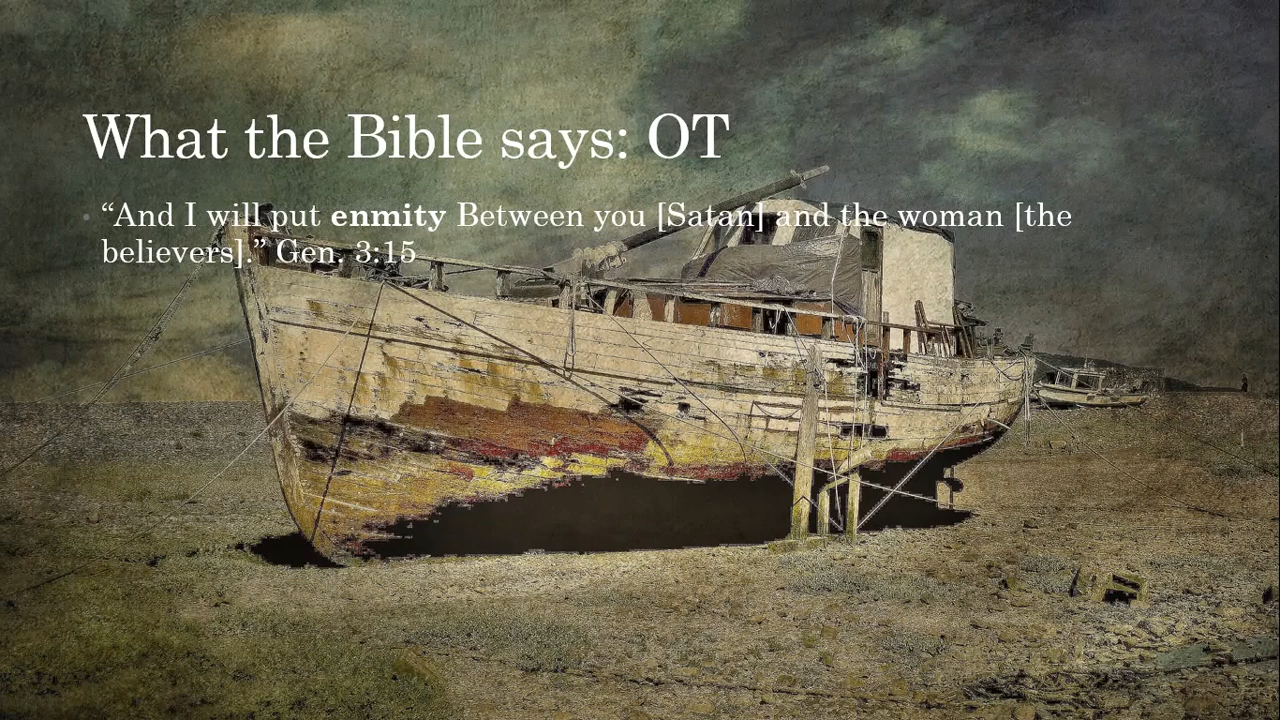 What the Bible says: OT
“And I will put enmity Between you [Satan] and the woman [the
believers].” Gen. 3:15